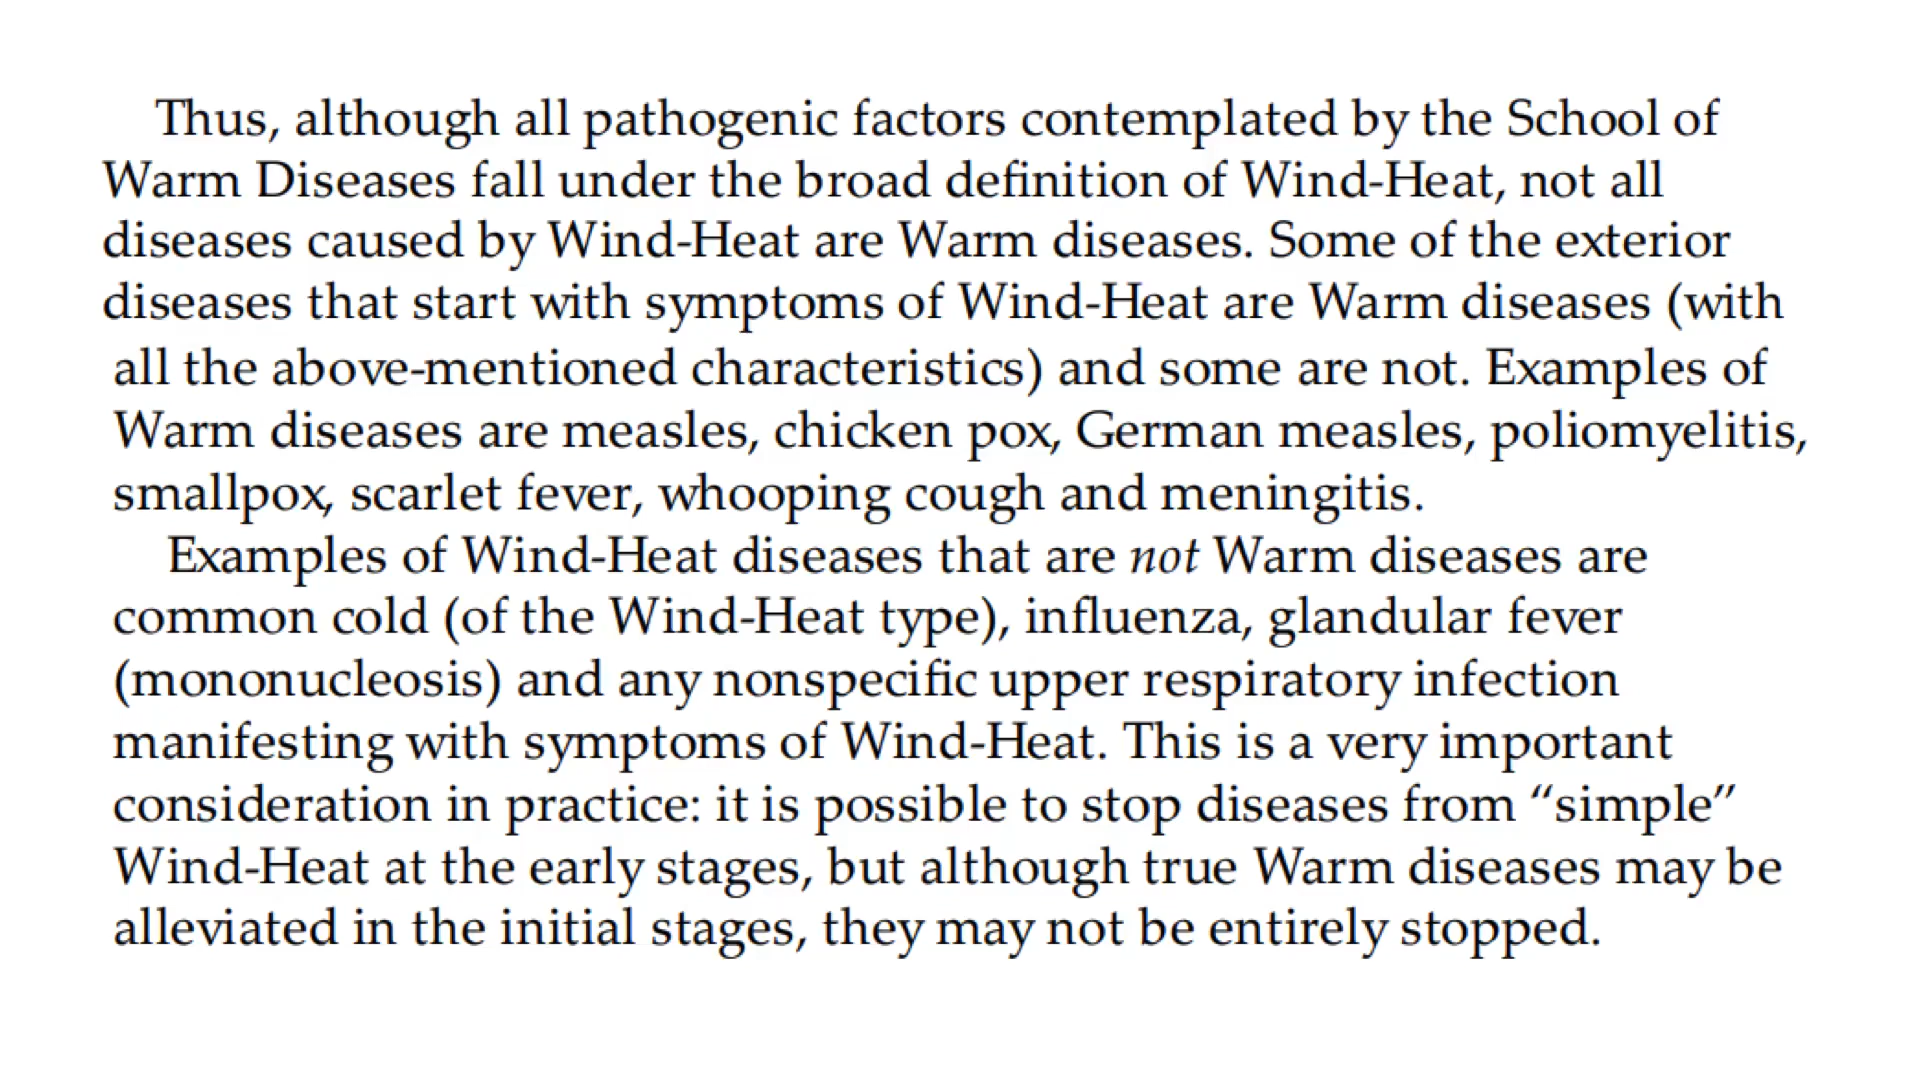 Thus, although all pathogenic factors contemplated by the School of
Warm Diseases fall under the broad definition of Wind-Heat, not all
diseases caused by Wind-Heat are Warm diseases. Some of the exterior
diseases that start with symptoms of Wind-Heat are Warm diseases (with
all the above-mentioned characteristics) and some are not. Examples of
Warm diseases are measles, chicken pox, German measles, poliomyelitis,
smallpox, scarlet fever, whooping cough and meningitis.
Examples of Wind-Heat diseases that are not Warm diseases are
common cold (of the Wind-Heat type), influenza, glandular fever
(mononucleosis) and any nonspecific upper respiratory infection
manifesting with symptoms of Wind-Heat. This is a very important
consideration in practice: it is possible to stop diseases from “simple”
Wind-Heat at the early stages, but although true Warm diseases may be
alleviated in the initial stages, they may not be entirely stopped.